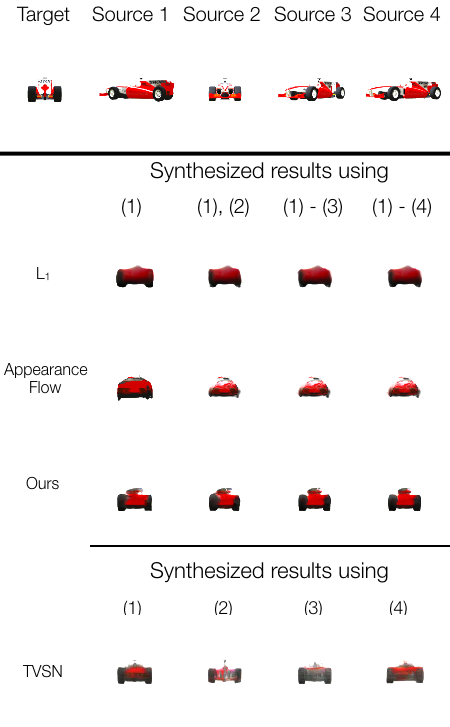 Target Source 1 Source 2 Source 3 Source 4
Synthesized results using
(1) (1), (2) (1) - (3) (1) - (4)
L₁
Appearance
Flow
Ours
Synthesized results using
(1) (2) (3) (4)
TVSN